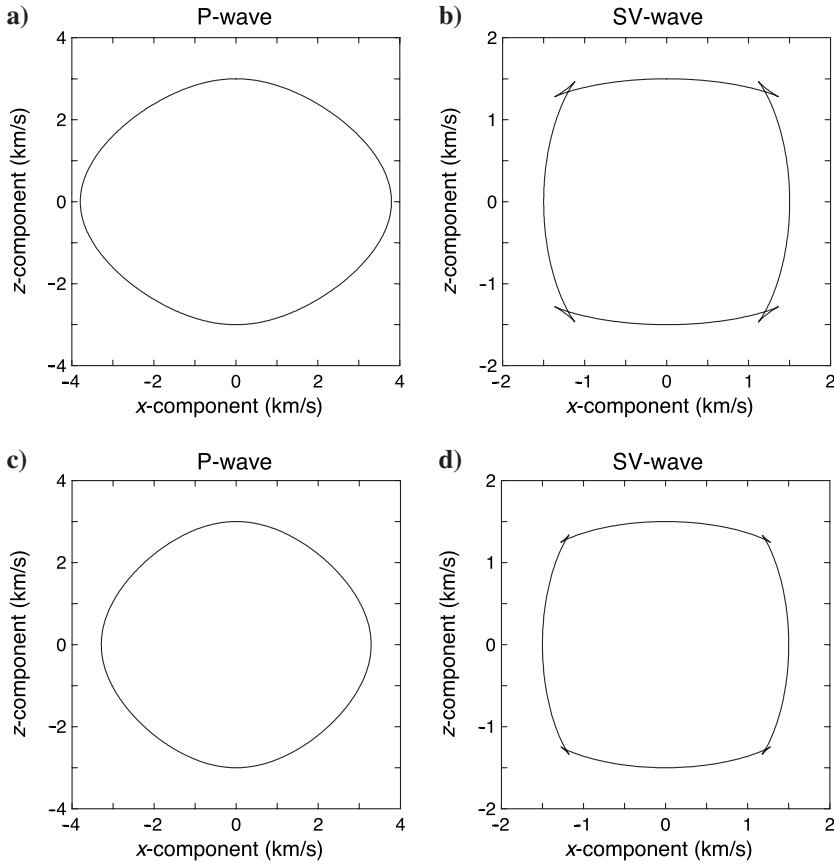 a)
P-wave
4
2
0
-2
-4
z-component (km/s)
-4 -2 0 2 4
x-component (km/s)
b)
SV-wave
2
1
0
-1
-2
z-component (km/s)
-2 -1 0 1 2
x-component (km/s)
c)
P-wave
4
2
0
-2
-4
z-component (km/s)
-4 -2 0 2 4
x-component (km/s)
d)
SV-wave
2
1
0
-1
-2
z-component (km/s)
-2 -1 0 1 2
x-component (km/s)